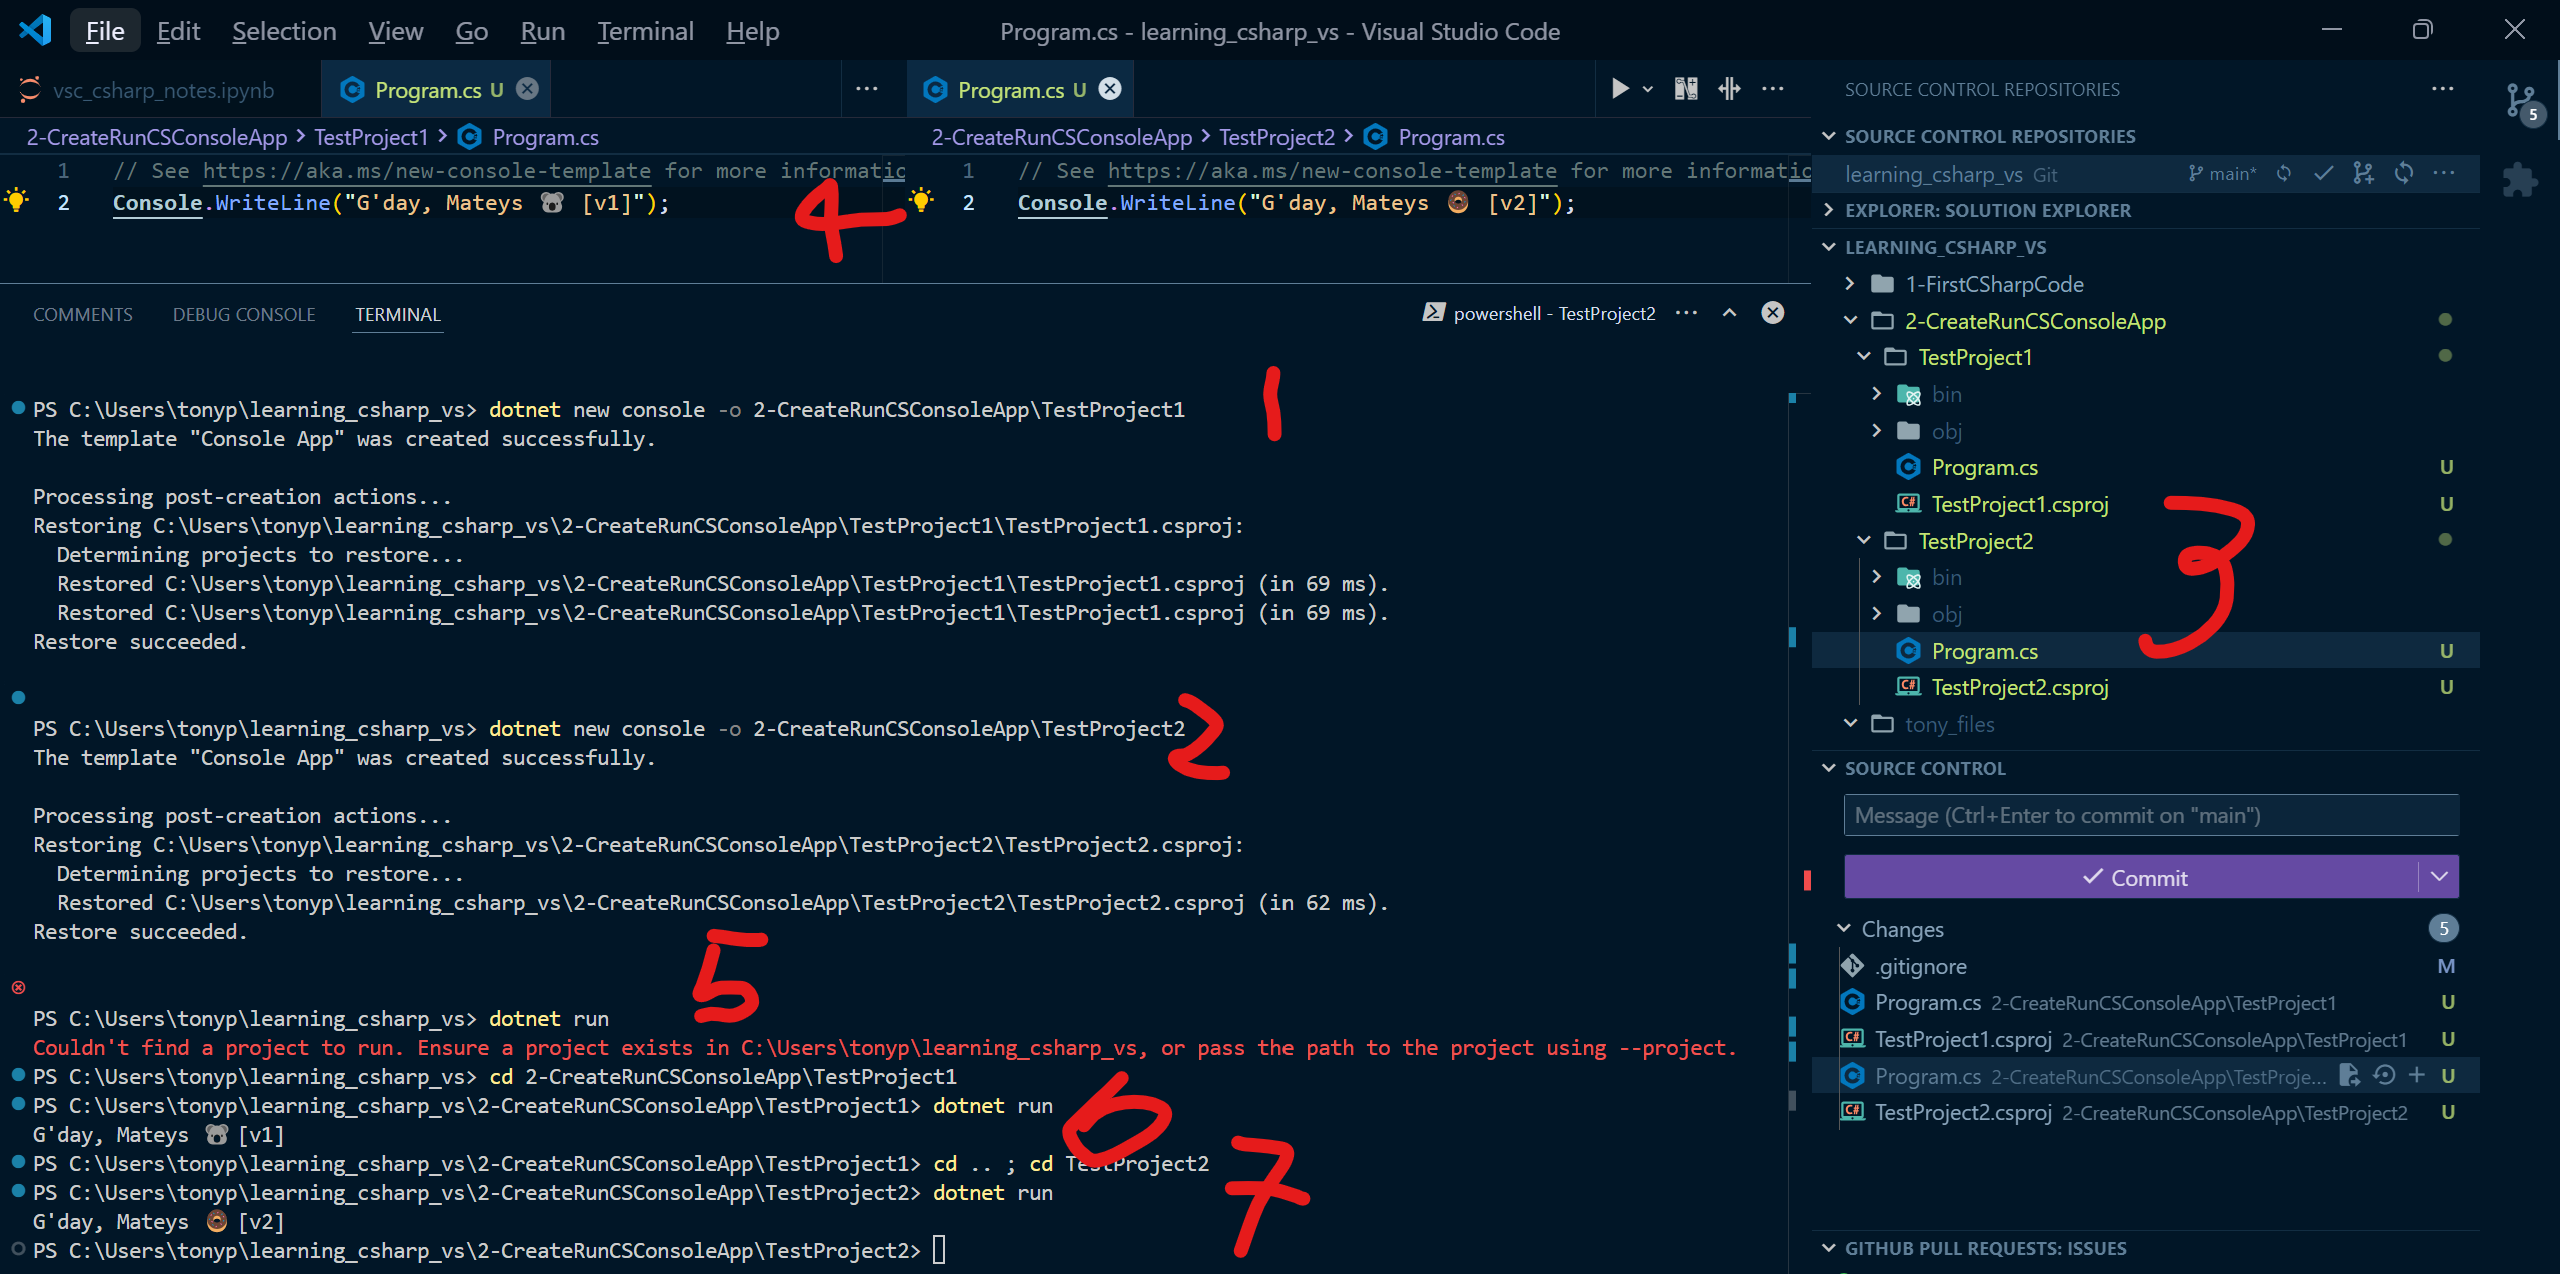 File Edit Selection View Go Run Terminal Help
Program.cs - learning_csharp_vs - Visual Studio Code
vsc_csharp_notes.ipynb
Program.cs U
Program.cs U
2-CreateRunCSConsoleApp > TestProject1 > Program.cs
1 // See https://aka.ms/new-console-template for more informatio
2 Console.WriteLine("G'day, Mateys 🐨 [v1]");
4
2-CreateRunCSConsoleApp > TestProject2 > Program.cs
1 // See https://aka.ms/new-console-template for more informatio
2 Console.WriteLine("G'day, Mateys 🍩 [v2]");
COMMENTS DEBUG CONSOLE TERMINAL
powershell - TestProject2
PS C:\Users\tonyp\learning_csharp_vs> dotnet new console -o 2-CreateRunCSConsoleApp\TestProject1
1
The template "Console App" was created successfully.
Processing post-creation actions...
Restoring C:\Users\tonyp\learning_csharp_vs\2-CreateRunCSConsoleApp\TestProject1\TestProject1.csproj:
Determining projects to restore...
Restored C:\Users\tonyp\learning_csharp_vs\2-CreateRunCSConsoleApp\TestProject1\TestProject1.csproj (in 69 ms).
Restored C:\Users\tonyp\learning_csharp_vs\2-CreateRunCSConsoleApp\TestProject1\TestProject1.csproj (in 69 ms).
Restore succeeded.
PS C:\Users\tonyp\learning_csharp_vs> dotnet new console -o 2-CreateRunCSConsoleApp\TestProject2
2
The template "Console App" was created successfully.
Processing post-creation actions...
Restoring C:\Users\tonyp\learning_csharp_vs\2-CreateRunCSConsoleApp\TestProject2\TestProject2.csproj:
Determining projects to restore...
Restored C:\Users\tonyp\learning_csharp_vs\2-CreateRunCSConsoleApp\TestProject2\TestProject2.csproj (in 62 ms).
Restore succeeded.
5
PS C:\Users\tonyp\learning_csharp_vs> dotnet run
Couldn't find a project to run. Ensure a project exists in C:\Users\tonyp\learning_csharp_vs, or pass the path to the project using --project.
PS C:\Users\tonyp\learning_csharp_vs> cd 2-CreateRunCSConsoleApp\TestProject1
PS C:\Users\tonyp\learning_csharp_vs\2-CreateRunCSConsoleApp\TestProject1> dotnet run
6
G'day, Mateys 🐨 [v1]
PS C:\Users\tonyp\learning_csharp_vs\2-CreateRunCSConsoleApp\TestProject1> cd .. ; cd TestProject2
PS C:\Users\tonyp\learning_csharp_vs\2-CreateRunCSConsoleApp\TestProject2> dotnet run
7
G'day, Mateys 🍩 [v2]
PS C:\Users\tonyp\learning_csharp_vs\2-CreateRunCSConsoleApp\TestProject2>
SOURCE CONTROL REPOSITORIES
SOURCE CONTROL REPOSITORIES
learning_csharp_vs Git main*
EXPLORER: SOLUTION EXPLORER
LEARNING_CSHARP_VS
1-FirstCSharpCode
2-CreateRunCSConsoleApp
TestProject1
bin
obj
Program.cs U
TestProject1.csproj U
TestProject2
3
bin
obj
Program.cs U
TestProject2.csproj U
tony_files
SOURCE CONTROL
Message (Ctrl+Enter to commit on "main")
Commit
Changes 5
.gitignore M
Program.cs 2-CreateRunCSConsoleApp\TestProject1 U
TestProject1.csproj 2-CreateRunCSConsoleApp\TestProject1 U
Program.cs 2-CreateRunCSConsoleApp\TestProje... U
TestProject2.csproj 2-CreateRunCSConsoleApp\TestProject2 U
GITHUB PULL REQUESTS: ISSUES
5